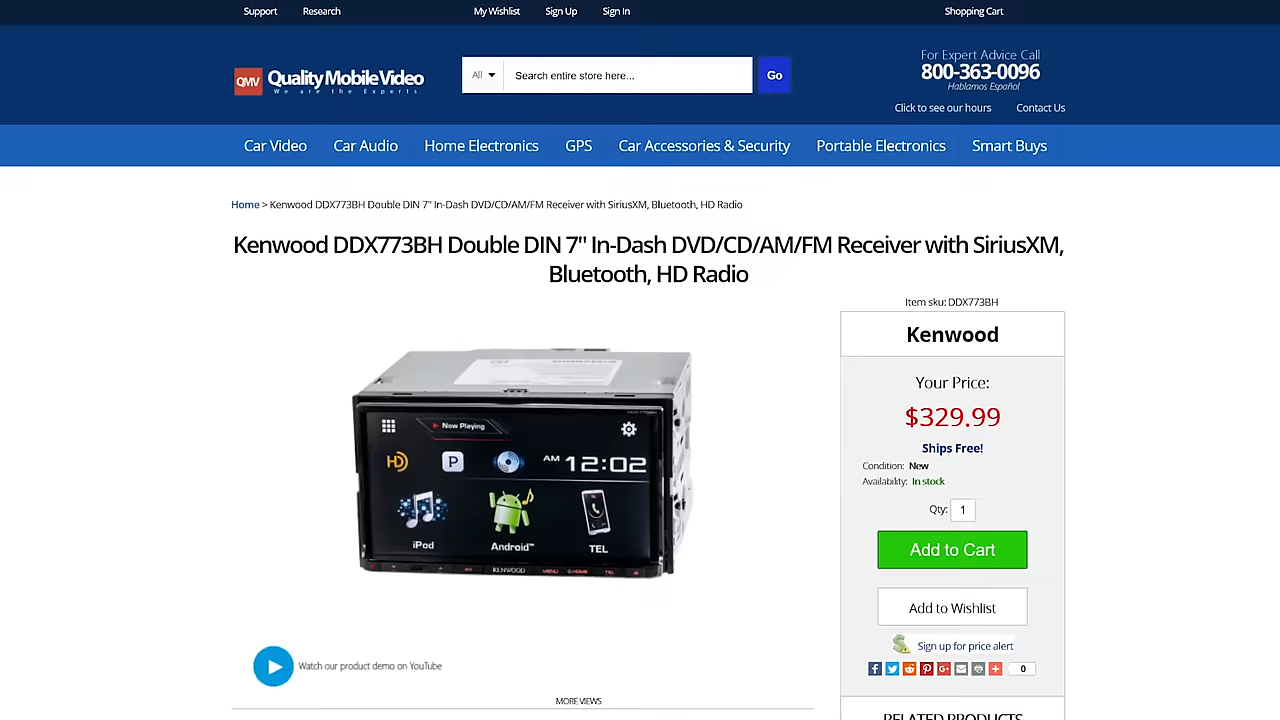 Support Research My Wishlist Sign Up Sign In Shopping Cart
QMV Quality Mobile Video
We are the Experts
All Search entire store here... Go
For Expert Advice Call
800-363-0096
Hablamos Español
Click to see our hours Contact Us
Car Video Car Audio Home Electronics GPS Car Accessories & Security Portable Electronics Smart Buys
Home > Kenwood DDX773BH Double DIN 7" In-Dash DVD/CD/AM/FM Receiver with SiriusXM, Bluetooth, HD Radio
Kenwood DDX773BH Double DIN 7" In-Dash DVD/CD/AM/FM Receiver with SiriusXM,
Bluetooth, HD Radio
Item sku: DDX773BH
Kenwood
Your Price:
$329.99
Ships Free!
Condition: New
Availability: In stock
Qty: 1
Add to Cart
Add to Wishlist
Sign up for price alert
0
RELATED PRODUCTS
Now Playing
HD P AM 12:02
iPod Android™ TEL
KENWOOD MENU HOME TEL
Watch our product demo on YouTube
MORE VIEWS